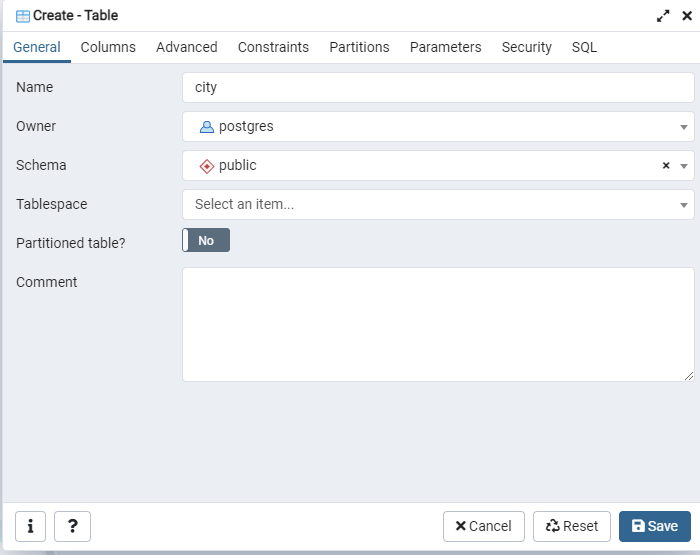 Create - Table
General Columns Advanced Constraints Partitions Parameters Security SQL
Name city
Owner postgres
Schema public
Tablespace Select an item...
Partitioned table? No
Comment
i ? Cancel Reset Save